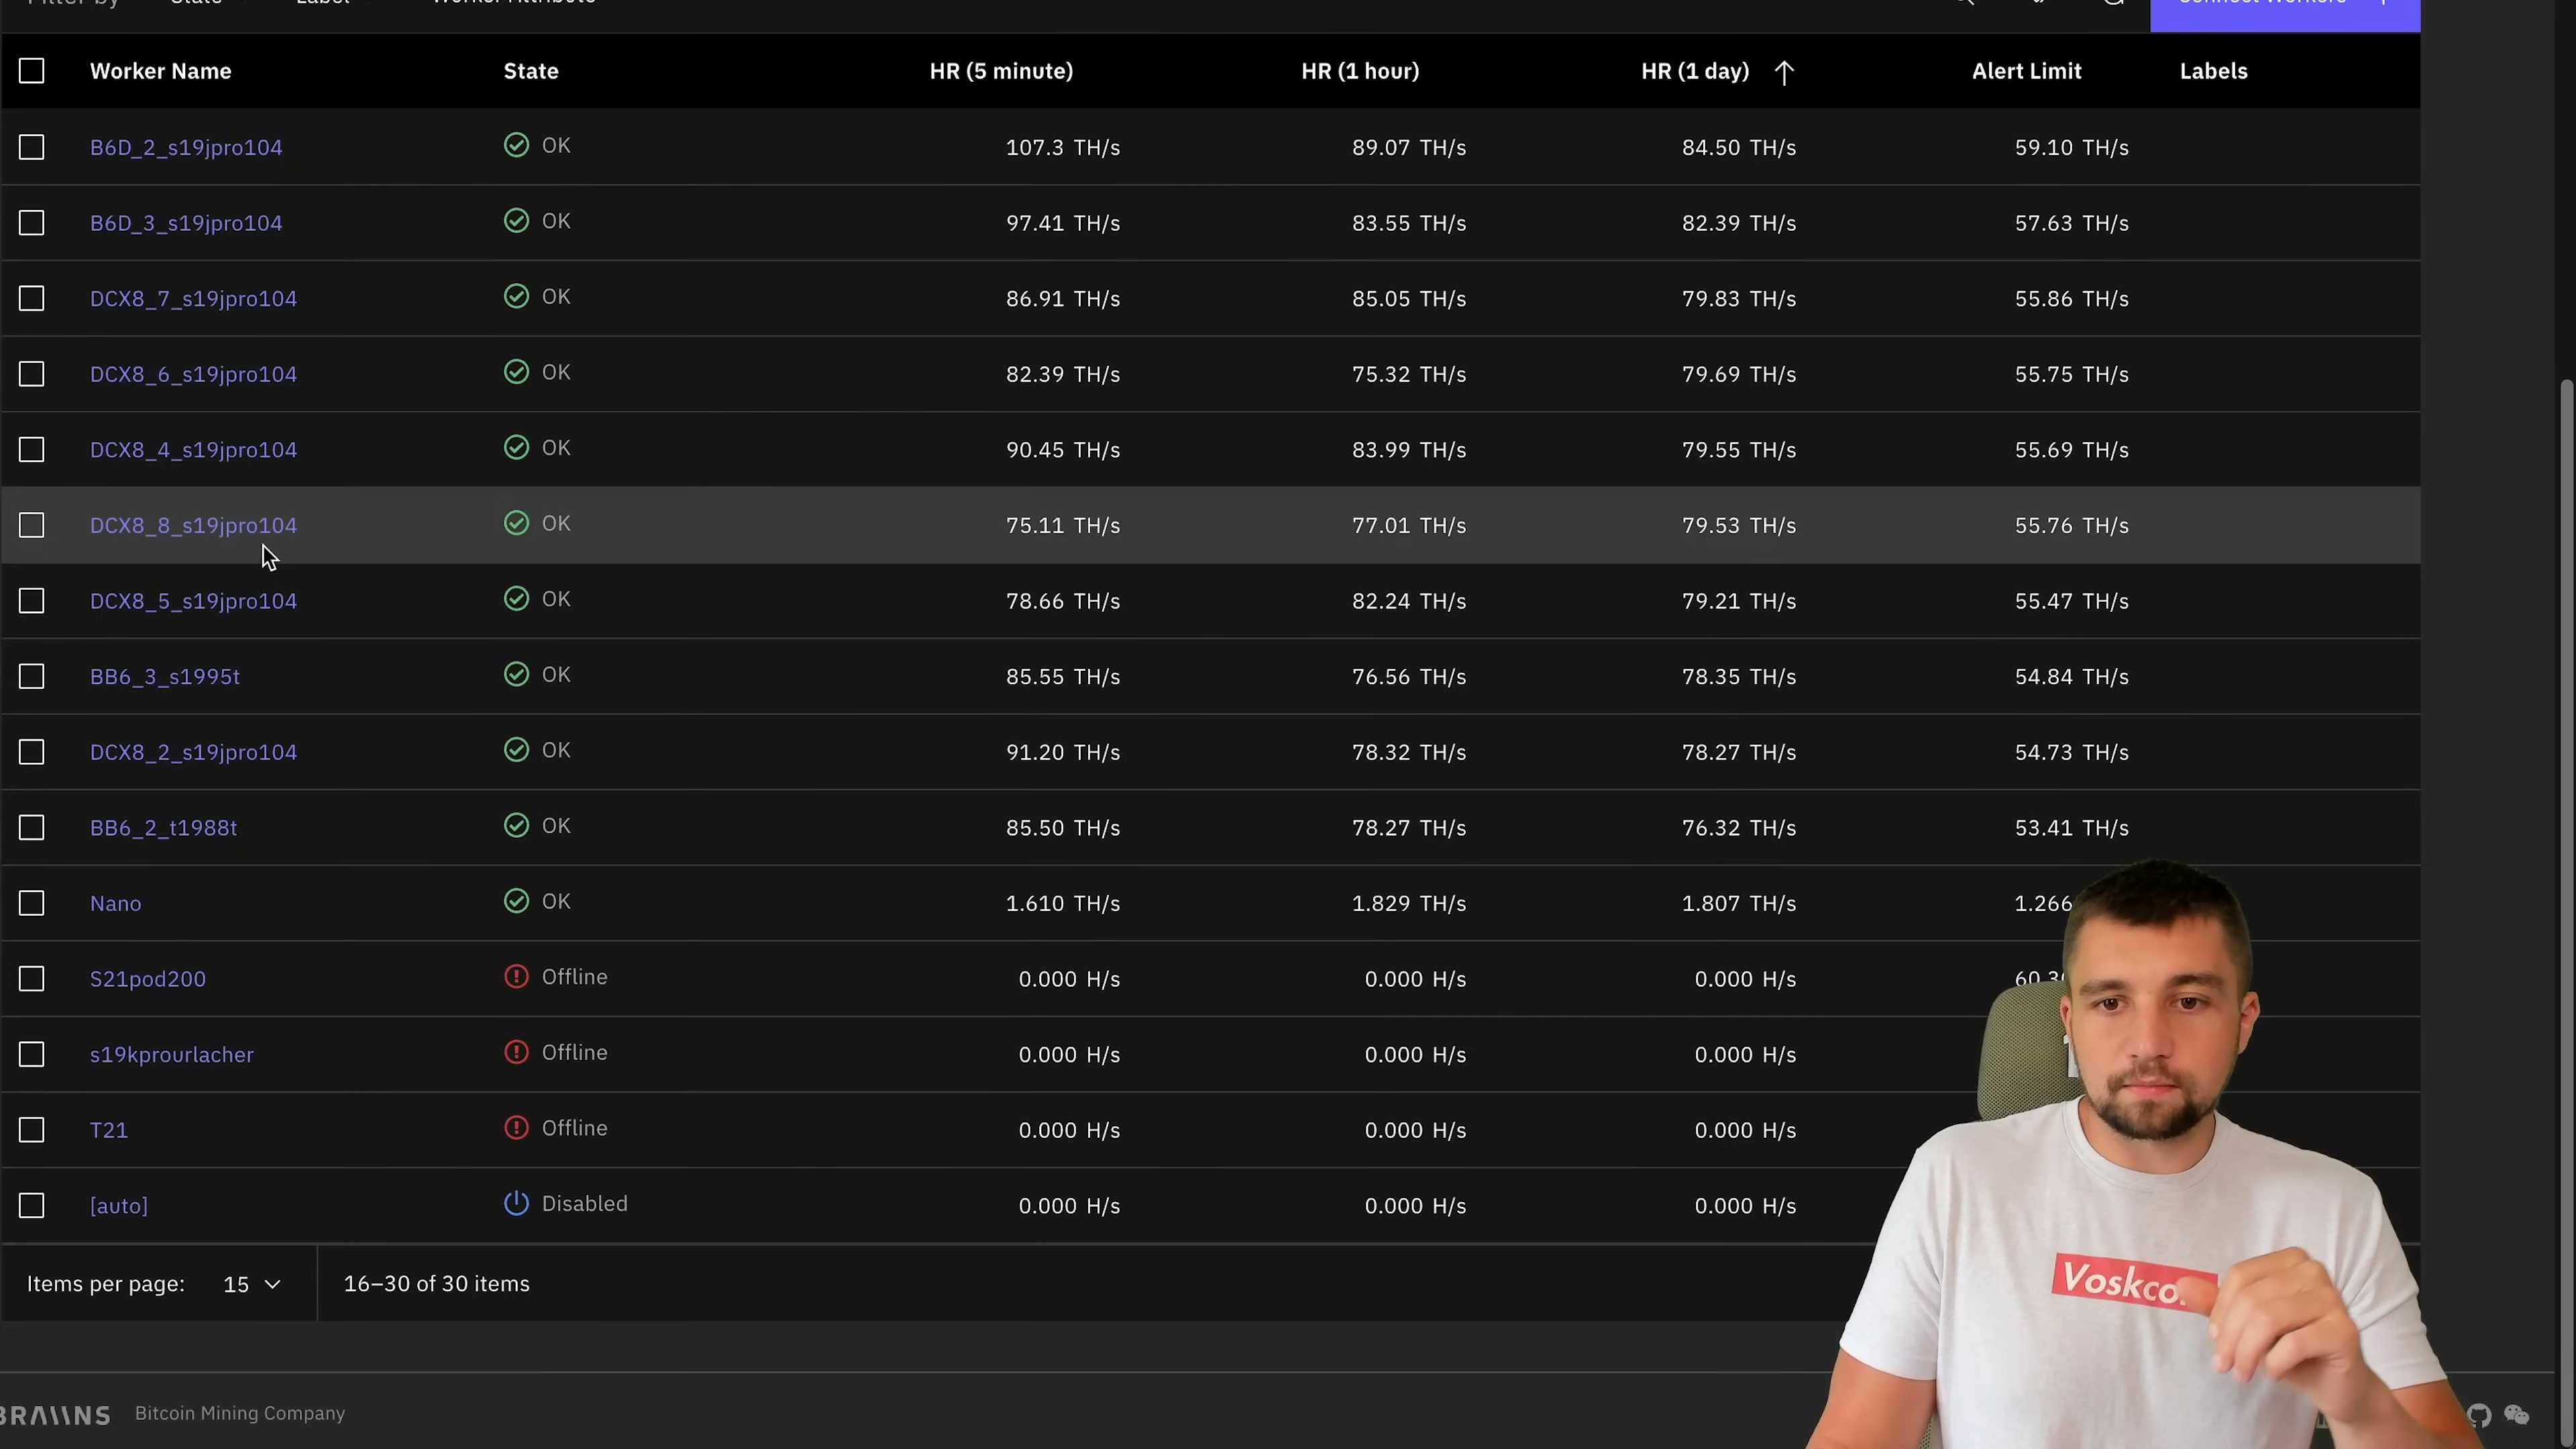 Filter by State Label Worker Attribute Connect Workers
Worker Name State HR (5 minute) HR (1 hour) HR (1 day) Alert Limit Labels
B6D_2_s19jpro104 OK 107.3 TH/s 89.07 TH/s 84.50 TH/s 59.10 TH/s
B6D_3_s19jpro104 OK 97.41 TH/s 83.55 TH/s 82.39 TH/s 57.63 TH/s
DCX8_7_s19jpro104 OK 86.91 TH/s 85.05 TH/s 79.83 TH/s 55.86 TH/s
DCX8_6_s19jpro104 OK 82.39 TH/s 75.32 TH/s 79.69 TH/s 55.75 TH/s
DCX8_4_s19jpro104 OK 90.45 TH/s 83.99 TH/s 79.55 TH/s 55.69 TH/s
DCX8_8_s19jpro104 OK 75.11 TH/s 77.01 TH/s 79.53 TH/s 55.76 TH/s
DCX8_5_s19jpro104 OK 78.66 TH/s 82.24 TH/s 79.21 TH/s 55.47 TH/s
BB6_3_s1995t OK 85.55 TH/s 76.56 TH/s 78.35 TH/s 54.84 TH/s
DCX8_2_s19jpro104 OK 91.20 TH/s 78.32 TH/s 78.27 TH/s 54.73 TH/s
BB6_2_t1988t OK 85.50 TH/s 78.27 TH/s 76.32 TH/s 53.41 TH/s
Nano OK 1.610 TH/s 1.829 TH/s 1.807 TH/s 1.266
S21pod200 Offline 0.000 H/s 0.000 H/s 0.000 H/s
s19kprourlacher Offline 0.000 H/s 0.000 H/s 0.000 H/s
T21 Offline 0.000 H/s 0.000 H/s 0.000 H/s
[auto] Disabled 0.000 H/s 0.000 H/s 0.000 H/s
Voskco
Items per page: 15 16–30 of 30 items
BRAIINS Bitcoin Mining Company